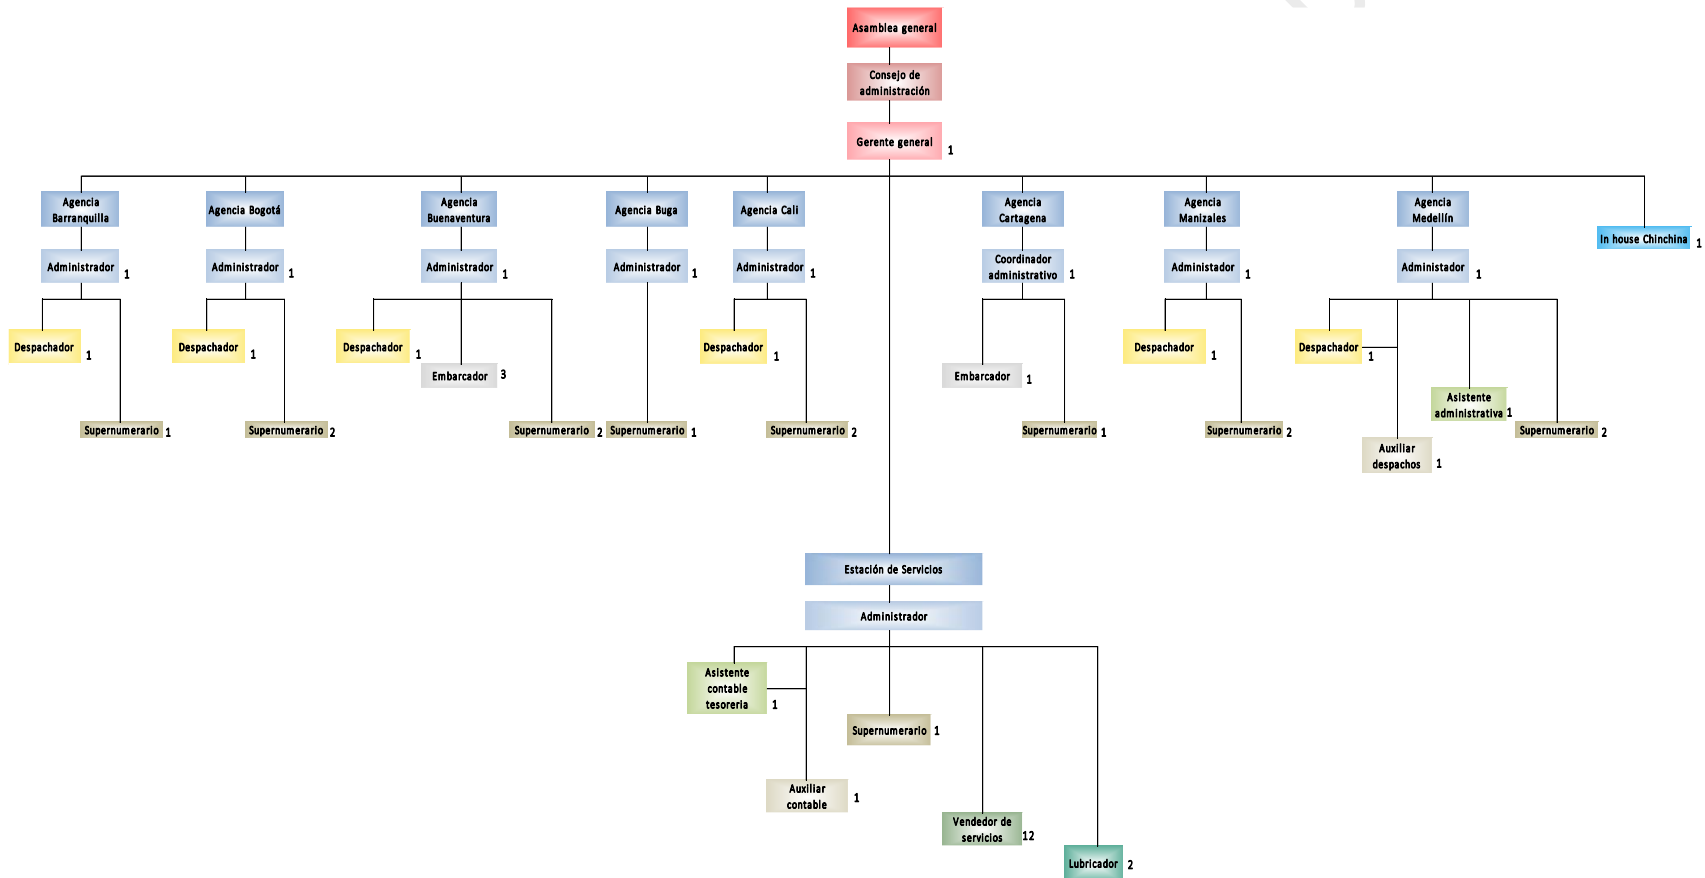 Asamblea general
Consejo de
administración
Gerente general
1
Agencia
Barranquilla
Agencia Bogotá
Agencia
Buenaventura
Agencia Buga
Agencia Cali
Agencia
Cartagena
Agencia
Manizales
Agencia
Medellín
In house Chinchina
1
Administrador
1
Administrador
1
Administrador
1
Administrador
1
Administrador
1
Coordinador
administrativo
1
Administador
1
Administador
1
Despachador
1
Despachador
1
Despachador
1
Despachador
1
Despachador
1
Despachador
1
Embarcador
3
Embarcador
1
Asistente
administrativa
1
Supernumerario
1
Supernumerario
2
Supernumerario
2
Supernumerario
1
Supernumerario
2
Supernumerario
1
Supernumerario
2
Supernumerario
2
Auxiliar
despachos
1
Estación de Servicios
Administrador
Asistente
contable
tesoreria
1
Supernumerario
1
Auxiliar
contable
1
Vendedor de
servicios
12
Lubricador
2